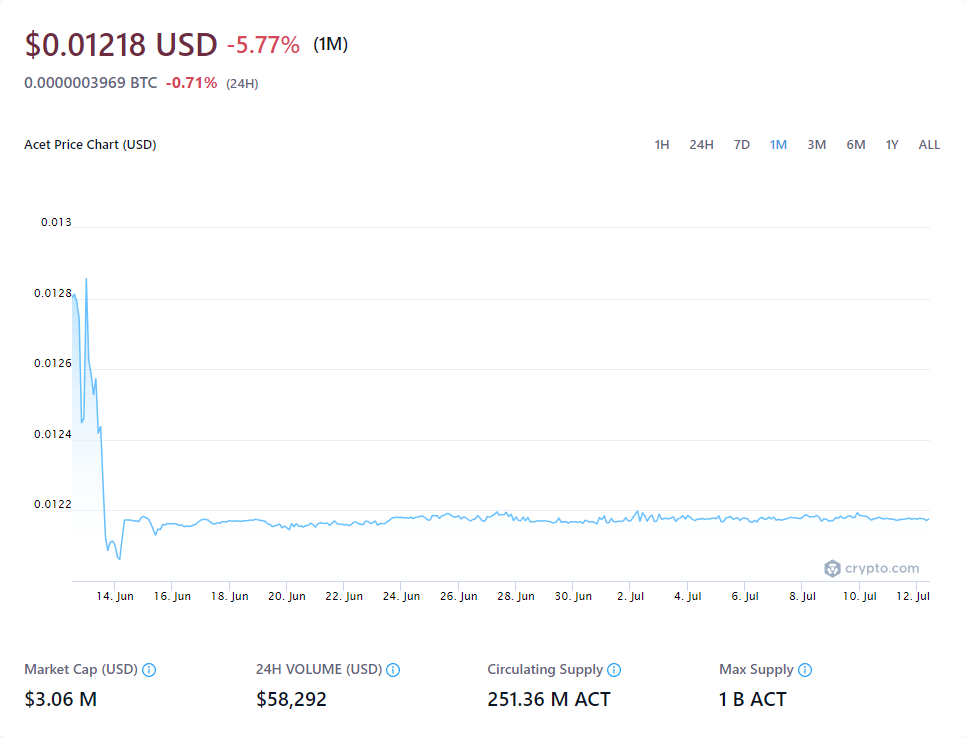 $0.01218 USD -5.77% (1M)
0.0000003969 BTC -0.71% (24H)
Acet Price Chart (USD) 1H 24H 7D 1M 3M 6M 1Y ALL
0.013
0.0128
0.0126
0.0124
0.0122
crypto.com
14. Jun 16. Jun 18. Jun 20. Jun 22. Jun 24. Jun 26. Jun 28. Jun 30. Jun 2. Jul 4. Jul 6. Jul 8. Jul 10. Jul 12. Jul
Market Cap (USD) 24H VOLUME (USD) Circulating Supply Max Supply
$3.06 M $58,292 251.36 M ACT 1 B ACT